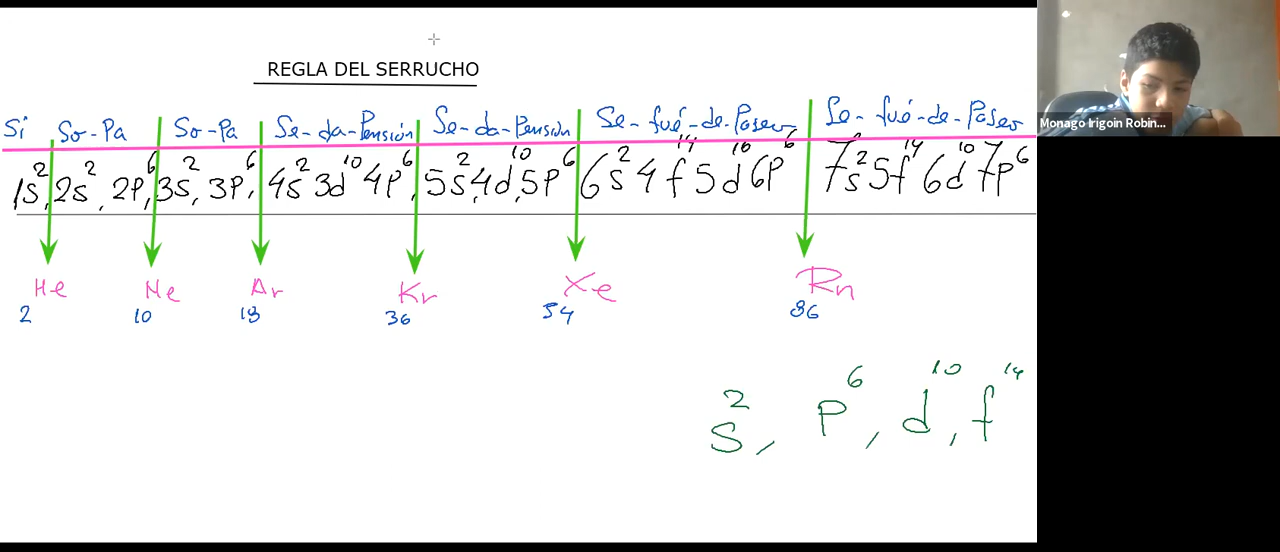 REGLA DEL SERRUCHO
Monago Irigoin Robin...
Si So-Pa So-Pa Se-da-Pensión Se-da-Pensión Se-fué-de-Paseo, Se-fué-de-Paseo
1s², 2s², 2p⁶, 3s², 3p⁶, 4s² 3d¹⁰ 4p⁶, 5s², 4d¹⁰, 5p⁶ 6s² 4f¹⁴ 5d¹⁰ 6p⁶ 7s² 5f¹⁴ 6d¹⁰ 7p⁶
He Ne Ar Kr Xe Rn
2 10 18 36 54 86
s², p⁶, d¹⁰, f¹⁴